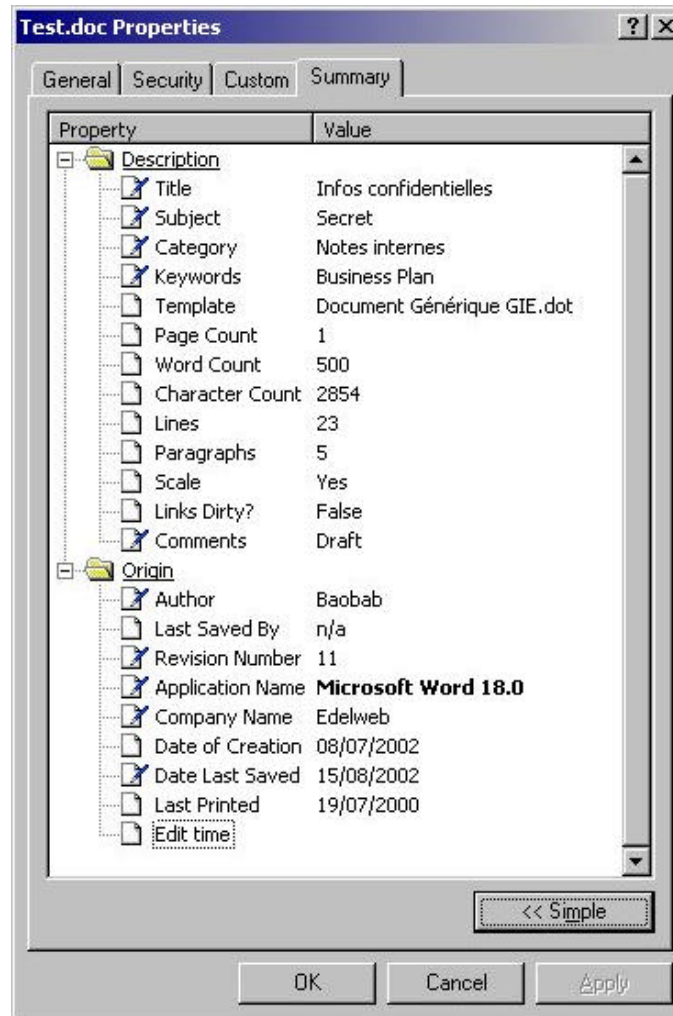 Test.doc Properties
General Security Custom Summary
Property Value
Description
Title Infos confidentielles
Subject Secret
Category Notes internes
Keywords Business Plan
Template Document Générique GIE.dot
Page Count 1
Word Count 500
Character Count 2854
Lines 23
Paragraphs 5
Scale Yes
Links Dirty? False
Comments Draft
Origin
Author Baobab
Last Saved By n/a
Revision Number 11
Application Name Microsoft Word 18.0
Company Name Edelweb
Date of Creation 08/07/2002
Date Last Saved 15/08/2002
Last Printed 19/07/2000
Edit time
<< Simple
OK Cancel Apply